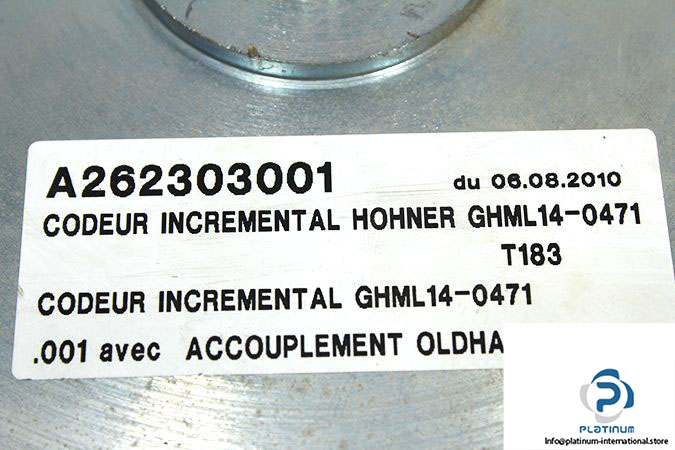 A262303001 du 06.08.2010
CODEUR INCREMENTAL HOHNER GHML14-0471
T183
CODEUR INCREMENTAL GHML14-0471
.001 avec ACCOUPLEMENT OLDHA
PLATINUM
Info@platinum-international.store